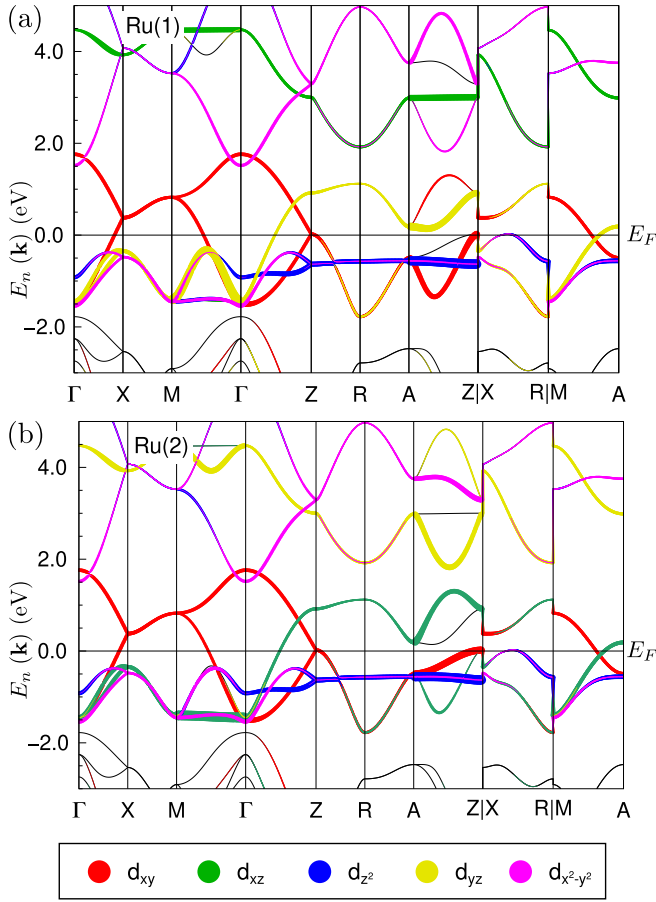 (a)
Ru(1)
4.0
2.0
0.0
−2.0
E_n (k) (eV)
E_F
Γ X M Γ Z R A Z|X R|M A
(b)
Ru(2)
4.0
2.0
0.0
−2.0
E_n (k) (eV)
E_F
Γ X M Γ Z R A Z|X R|M A
d_xy d_xz d_z² d_yz d_x²-y²